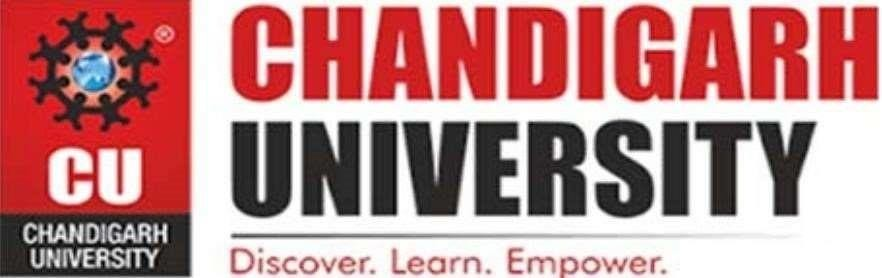 ®
CU
CHANDIGARH
UNIVERSITY
CHANDIGARH
UNIVERSITY
Discover. Learn. Empower.